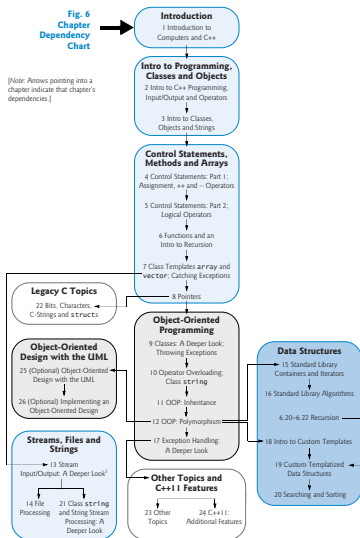 Fig. 6
Chapter
Dependency
Chart
[Note: Arrows pointing into a
chapter indicate that chapter's
dependencies.]
Introduction
1 Introduction to
Computers and C++
Intro to Programming,
Classes and Objects
2 Intro to C++ Programming,
Input/Output and Operators
3 Intro to Classes,
Objects and Strings
Control Statements,
Methods and Arrays
4 Control Statements: Part 1;
Assignment, ++ and -- Operators
5 Control Statements: Part 2;
Logical Operators
6 Functions and an
Intro to Recursion
7 Class Templates array and
vector; Catching Exceptions
8 Pointers
Legacy C Topics
22 Bits, Characters,
C-Strings and structs
Object-Oriented
Programming
9 Classes: A Deeper Look;
Throwing Exceptions
10 Operator Overloading;
Class string
11 OOP: Inheritance
12 OOP: Polymorphism
17 Exception Handling:
A Deeper Look
Object-Oriented
Design with the UML
25 (Optional) Object-Oriented
Design with the UML
26 (Optional) Implementing an
Object-Oriented Design
Data Structures
15 Standard Library
Containers and Iterators
16 Standard Library Algorithms
6.20–6.22 Recursion
18 Intro to Custom Templates
19 Custom Templatized
Data Structures
20 Searching and Sorting
Streams, Files and
Strings
13 Stream
Input/Output: A Deeper Look1
14 File
Processing
21 Class string
and String Stream
Processing: A
Deeper Look
Other Topics and
C++11 Features
23 Other
Topics
24 C++11:
Additional Features